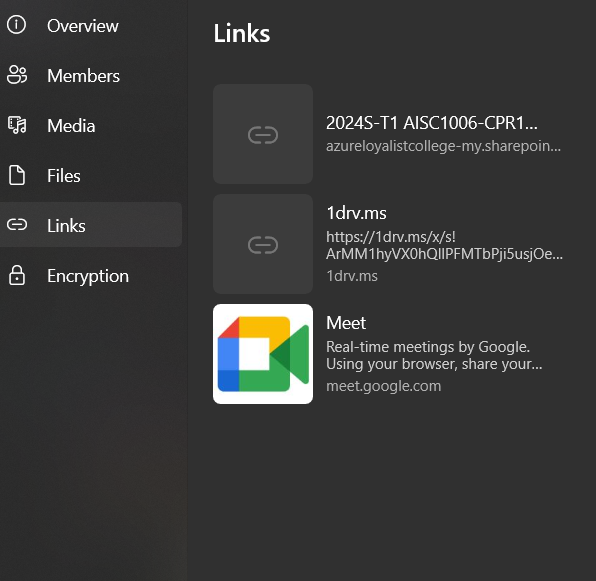 Overview
Members
Media
Files
Links
Encryption
Links
2024S-T1 AISC1006-CPR1...
azureloyalistcollege-my.sharepoin...
1drv.ms
https://1drv.ms/x/s!
ArMM1hyVX0hQlIPFMTbPji5usjOe...
1drv.ms
Meet
Real-time meetings by Google.
Using your browser, share your...
meet.google.com